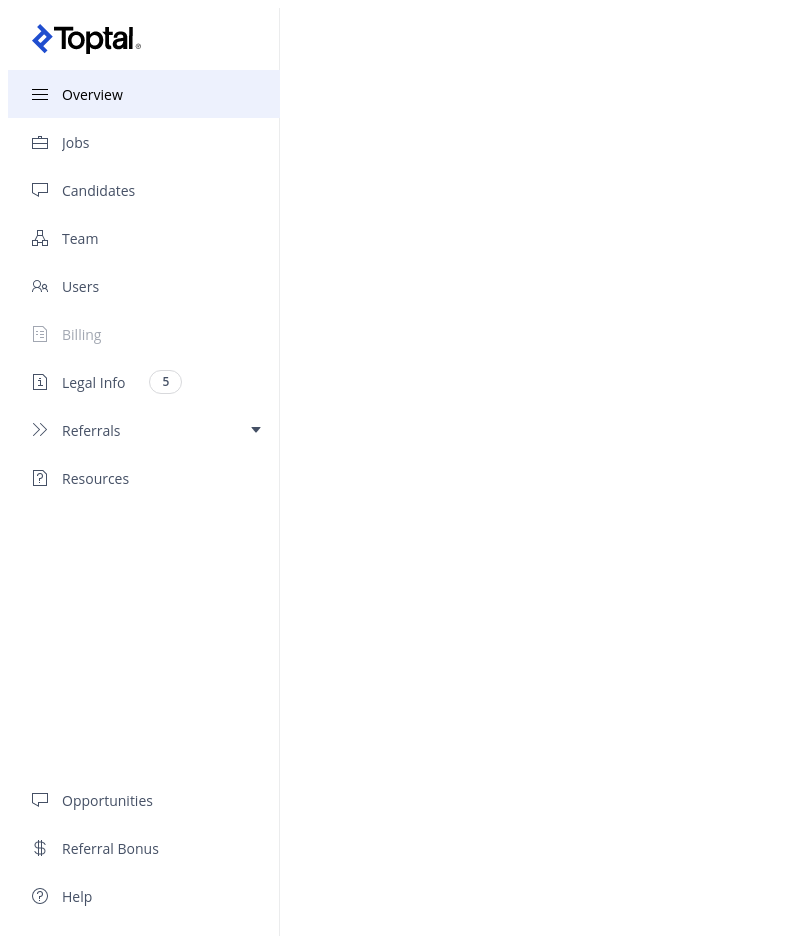 Toptal®
Overview
Jobs
Candidates
Team
Users
Billing
Legal Info 5
Referrals
Resources
Opportunities
Referral Bonus
Help